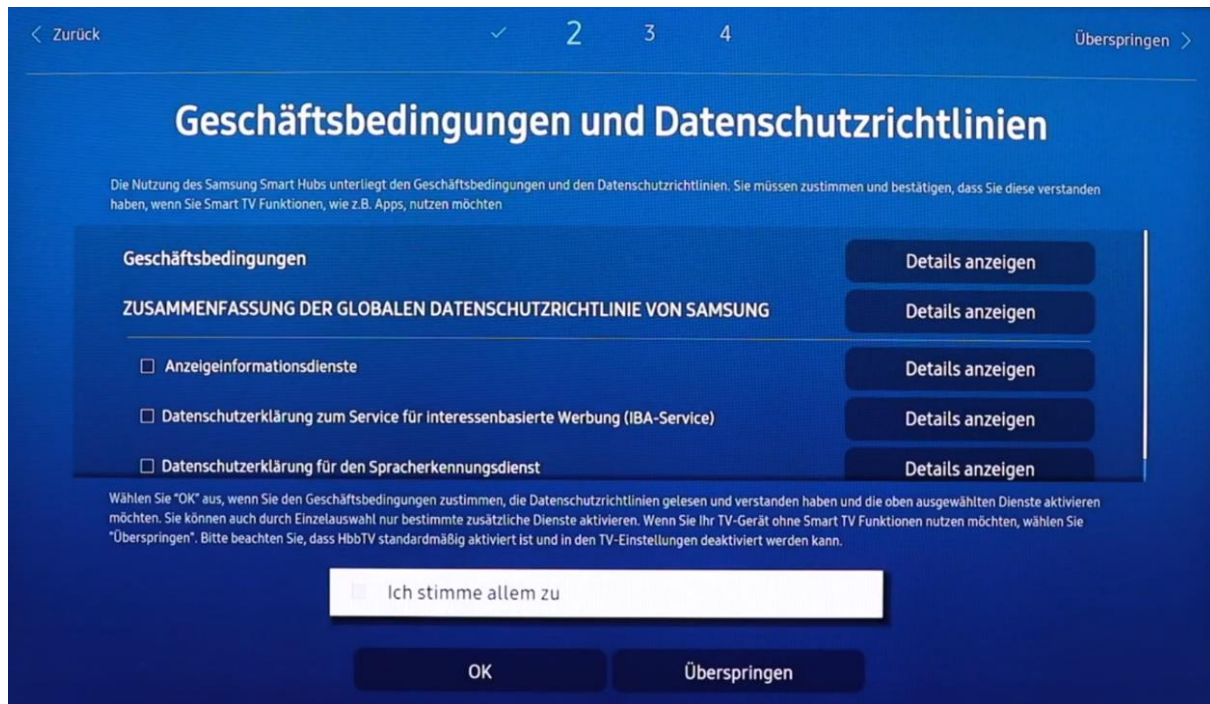 Zurück
2 3 4
Überspringen
Geschäftsbedingungen und Datenschutzrichtlinien
Die Nutzung des Samsung Smart Hubs unterliegt den Geschäftsbedingungen und den Datenschutzrichtlinien. Sie müssen zustimmen und bestätigen, dass Sie diese verstanden
haben, wenn Sie Smart TV Funktionen, wie z.B. Apps, nutzen möchten
Geschäftsbedingungen
Details anzeigen
ZUSAMMENFASSUNG DER GLOBALEN DATENSCHUTZRICHTLINIE VON SAMSUNG
Details anzeigen
Anzeigeinformationsdienste
Details anzeigen
Datenschutzerklärung zum Service für interessenbasierte Werbung (IBA-Service)
Details anzeigen
Datenschutzerklärung für den Spracherkennungsdienst
Details anzeigen
Wählen Sie "OK" aus, wenn Sie den Geschäftsbedingungen zustimmen, die Datenschutzrichtlinien gelesen und verstanden haben und die oben ausgewählten Dienste aktivieren
möchten. Sie können auch durch Einzelauswahl nur bestimmte zusätzliche Dienste aktivieren. Wenn Sie Ihr TV-Gerät ohne Smart TV Funktionen nutzen möchten, wählen Sie
"Überspringen". Bitte beachten Sie, dass HbbTV standardmäßig aktiviert ist und in den TV-Einstellungen deaktiviert werden kann.
Ich stimme allem zu
OK
Überspringen